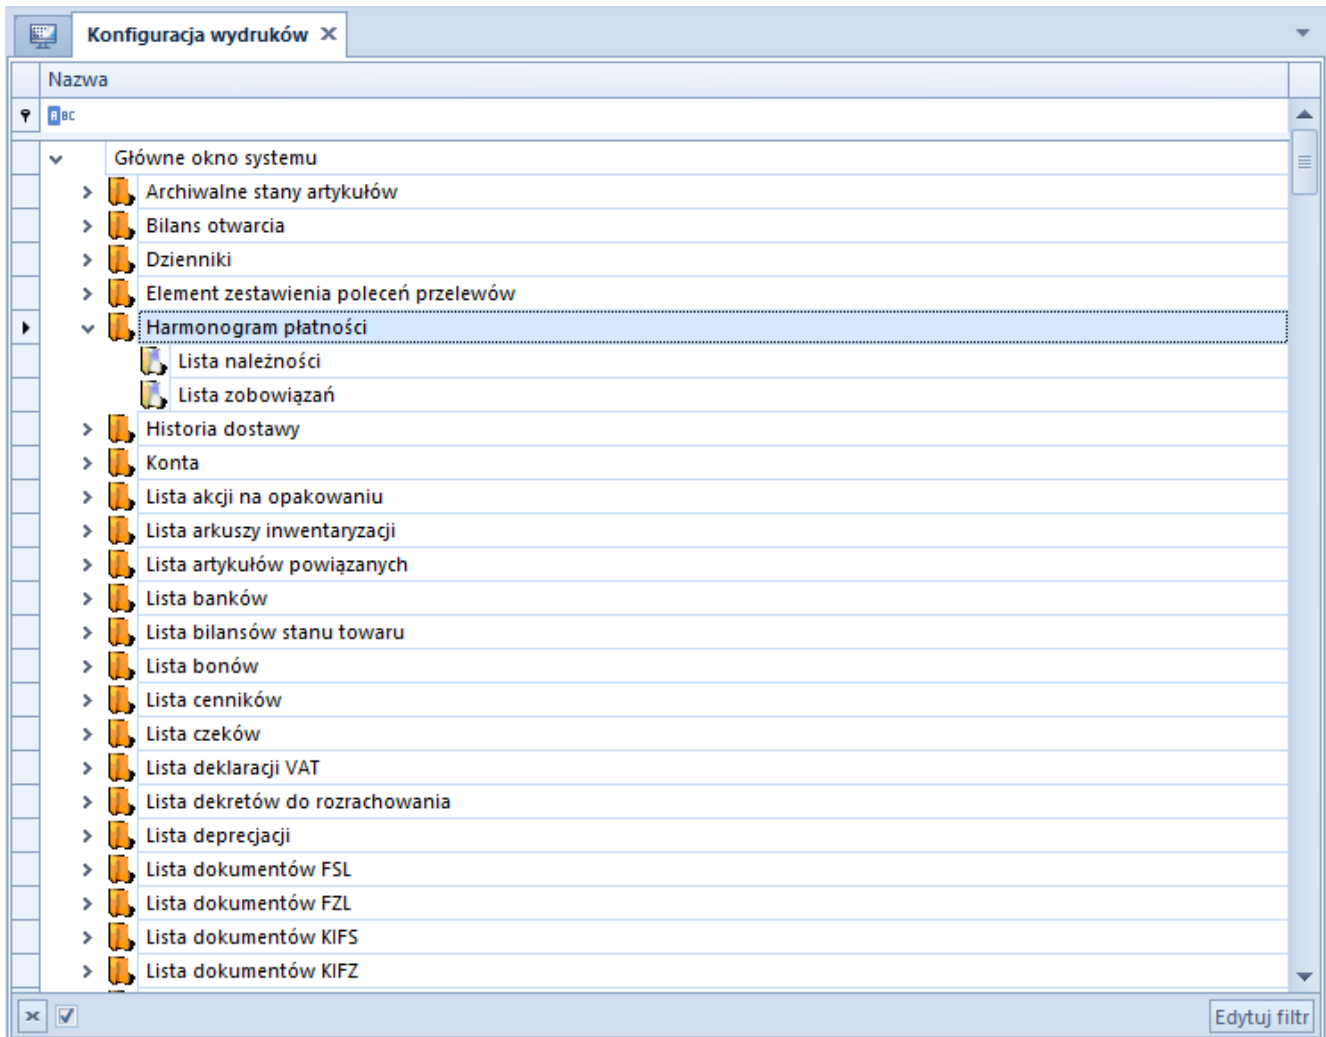 Konfiguracja wydruków
Nazwa
ABC
Główne okno systemu
Archiwalne stany artykułów
Bilans otwarcia
Dzienniki
Element zestawienia poleceń przelewów
Harmonogram płatności
Lista należności
Lista zobowiązań
Historia dostawy
Konta
Lista akcji na opakowaniu
Lista arkuszy inwentaryzacji
Lista artykułów powiązanych
Lista banków
Lista bilansów stanu towaru
Lista bonów
Lista cenników
Lista czeków
Lista deklaracji VAT
Lista dekretów do rozrachowania
Lista deprecjacji
Lista dokumentów FSL
Lista dokumentów FZL
Lista dokumentów KIFS
Lista dokumentów KIFZ
Edytuj filtr